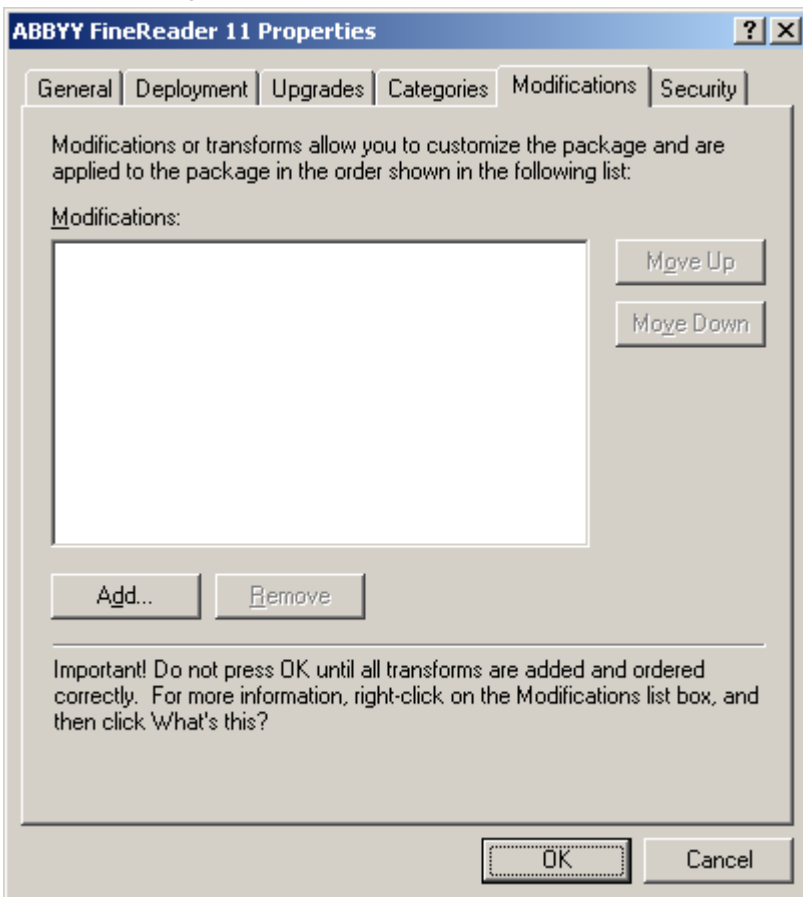 ABBYY FineReader 11 Properties
? X
General Deployment Upgrades Categories Modifications Security
Modifications or transforms allow you to customize the package and are
applied to the package in the order shown in the following list:
Modifications:
Move Up
Move Down
Add... Remove
Important! Do not press OK until all transforms are added and ordered
correctly. For more information, right-click on the Modifications list box, and
then click What's this?
OK Cancel